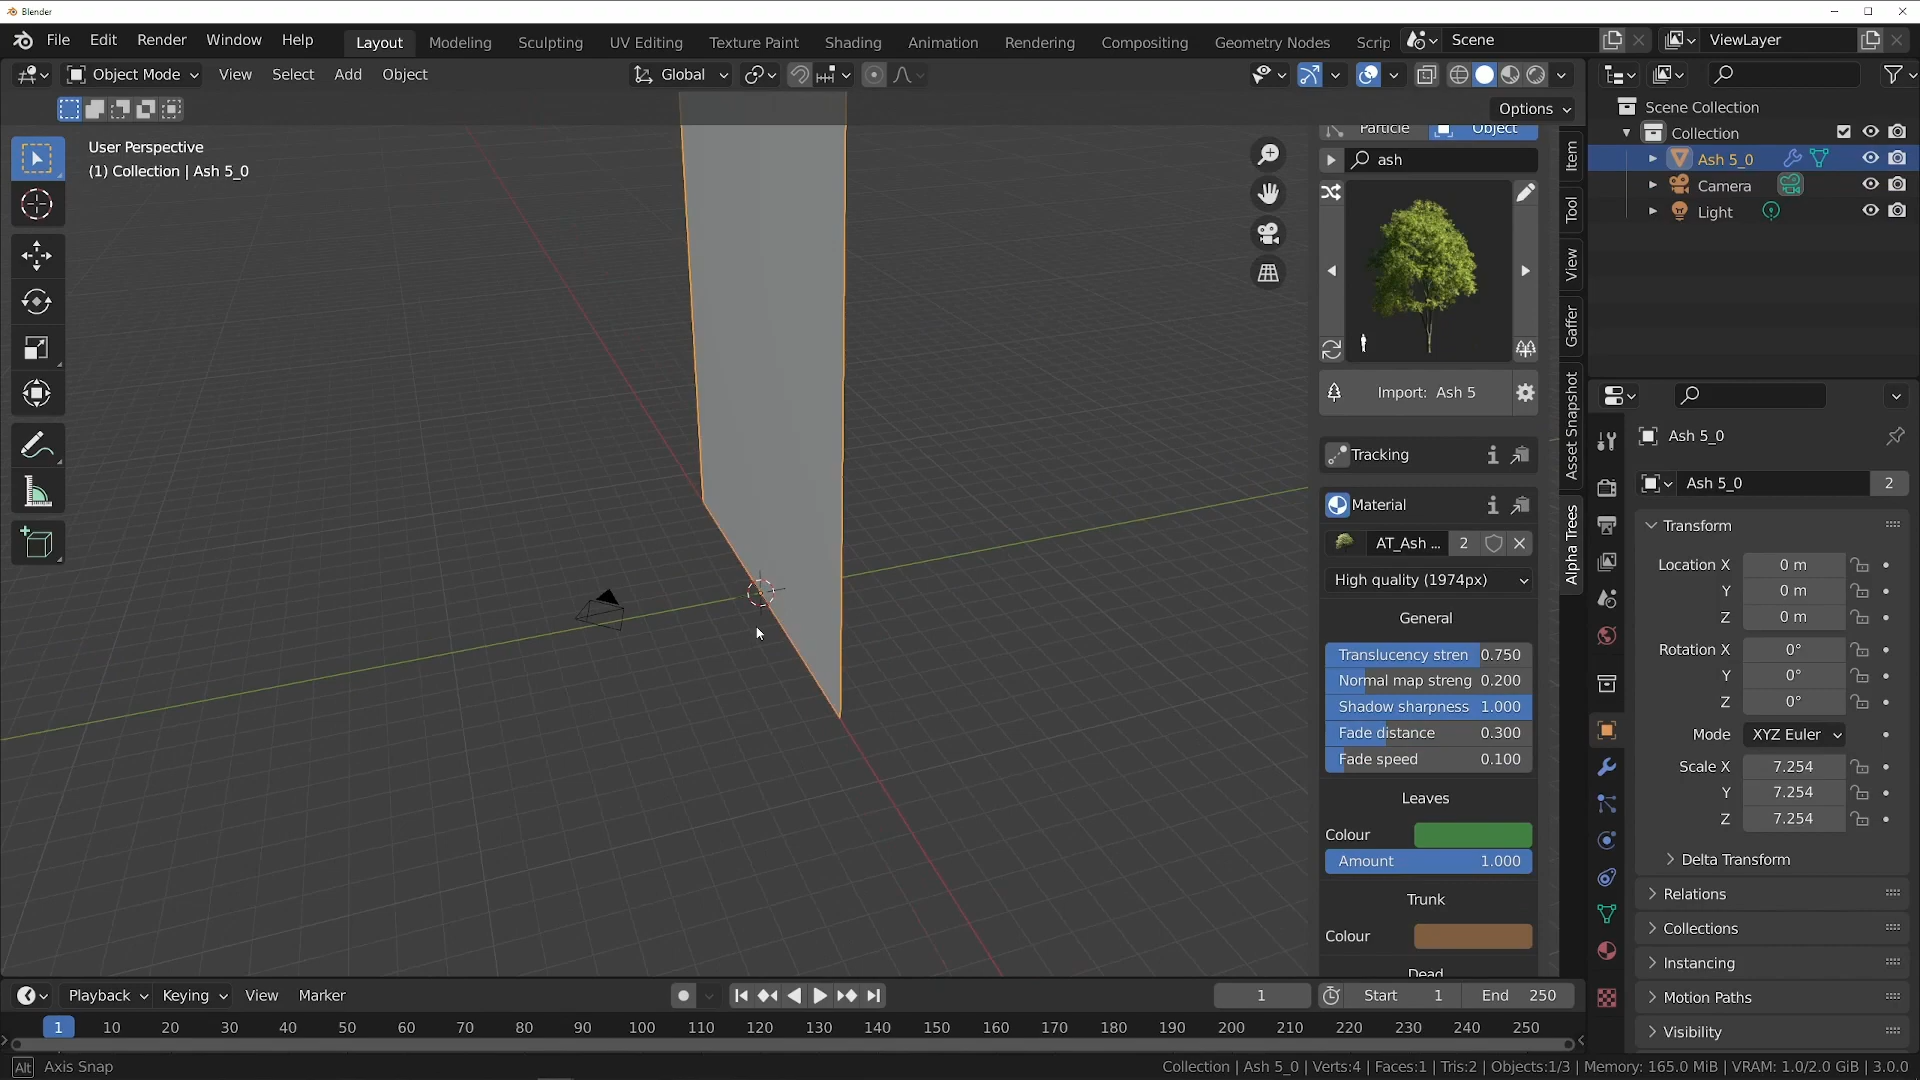 Blender
File Edit Render Window Help
Layout Modeling Sculpting UV Editing Texture Paint Shading Animation Rendering Compositing Geometry Nodes Scrip
Scene
ViewLayer
Object Mode View Select Add Object
Global
Options
User Perspective
(1) Collection | Ash 5_0
Particle Object
ash
Import: Ash 5
Tracking
Material
AT_Ash ... 2
High quality (1974px)
General
Translucency stren 0.750
Normal map streng 0.200
Shadow sharpness 1.000
Fade distance 0.300
Fade speed 0.100
Leaves
Colour
Amount 1.000
Trunk
Colour
Dead
Item
Tool
View
Gaffer
Asset Snapshot
Alpha Trees
Scene Collection
Collection
Ash 5_0
Camera
Light
Ash 5_0
Ash 5_0 2
Transform
Location X 0 m
Y 0 m
Z 0 m
Rotation X 0°
Y 0°
Z 0°
Mode XYZ Euler
Scale X 7.254
Y 7.254
Z 7.254
Delta Transform
Relations
Collections
Instancing
Motion Paths
Visibility
Playback Keying View Marker
1 Start 1 End 250
1 10 20 30 40 50 60 70 80 90 100 110 120 130 140 150 160 170 180 190 200 210 220 230 240 250
Alt Axis Snap
Collection | Ash 5_0 | Verts:4 | Faces:1 | Tris:2 | Objects:1/3 | Memory: 165.0 MiB | VRAM: 1.0/2.0 GiB | 3.0.0